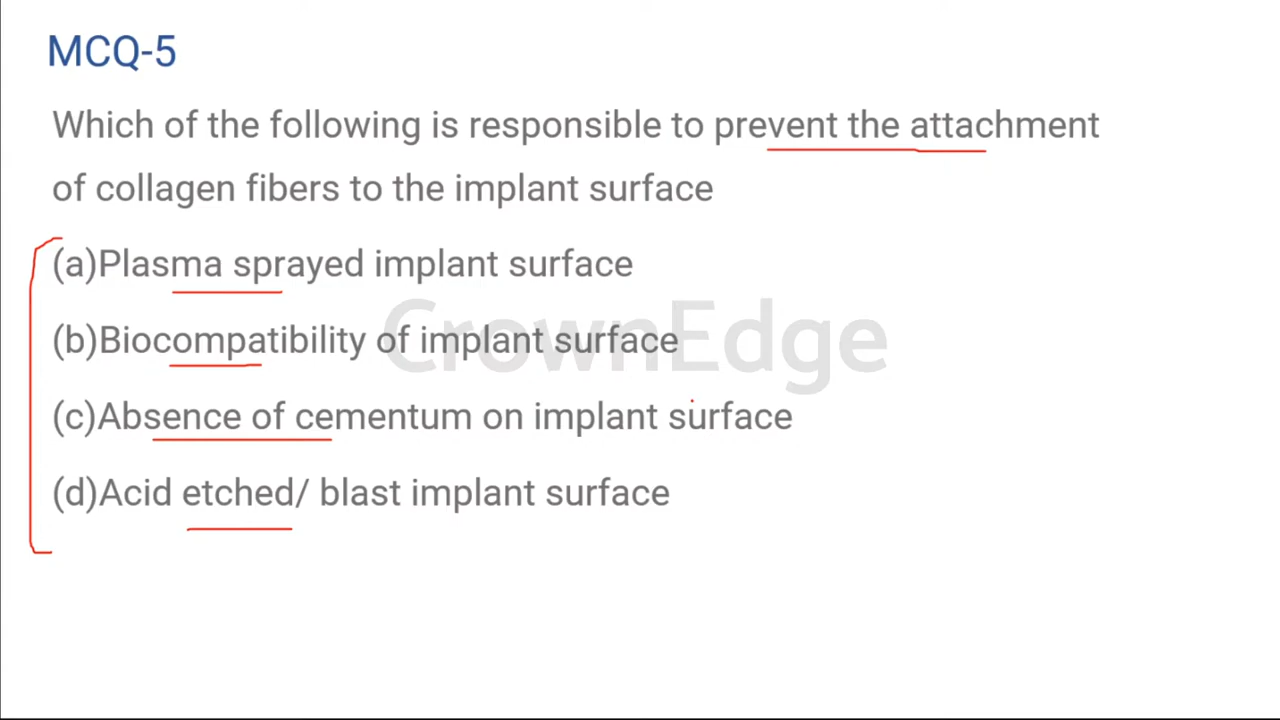 MCQ-5
Which of the following is responsible to prevent the attachment
of collagen fibers to the implant surface
(a)Plasma sprayed implant surface
(b)Biocompatibility of implant surface
CrownEdge
(c)Absence of cementum on implant surface
(d)Acid etched/ blast implant surface